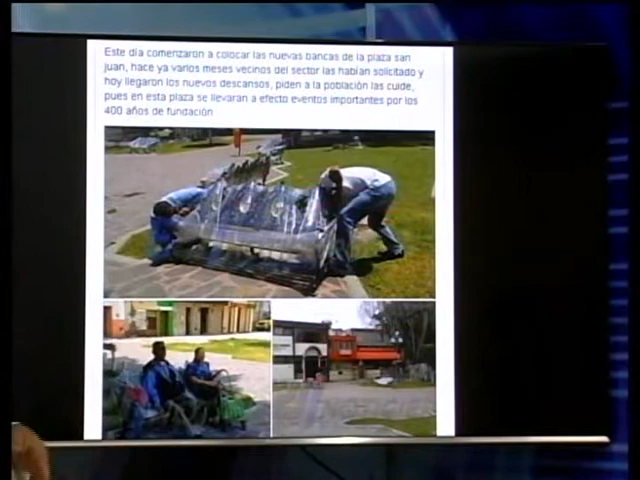 Este día comenzaron a colocar las nuevas bancas de la plaza san
juan, hace ya varios meses vecinos del sector las habían solicitado y
hoy llegaron los nuevos descansos, piden a la población las cuide,
pues en esta plaza se llevaran a efecto eventos importantes por los
400 años de fundación